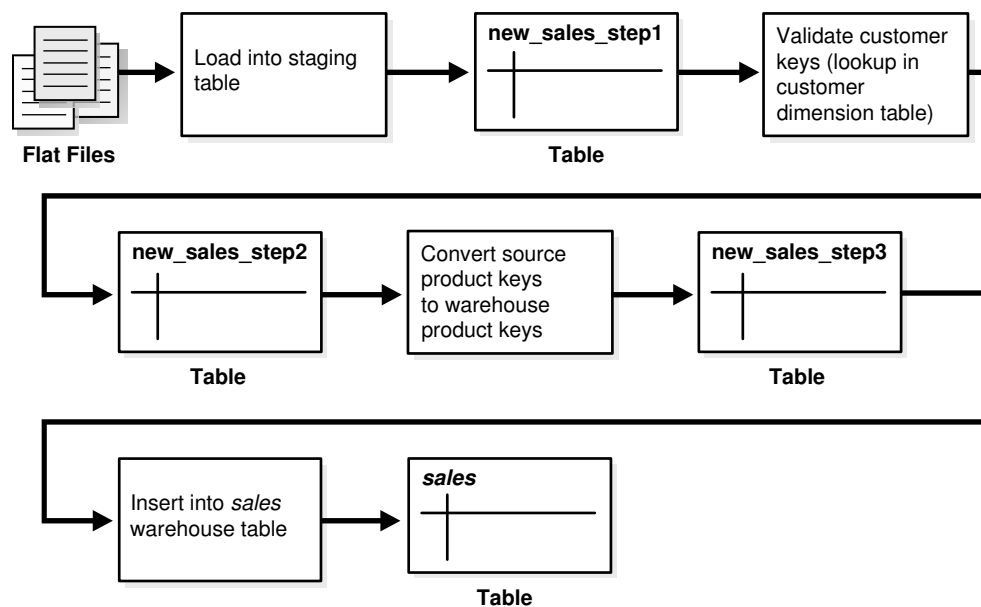 Flat Files
Load into staging
table
new_sales_step1
Table
Validate customer
keys (lookup in
customer
dimension table)
new_sales_step2
Table
Convert source
product keys
to warehouse
product keys
new_sales_step3
Table
Insert into sales
warehouse table
sales
Table